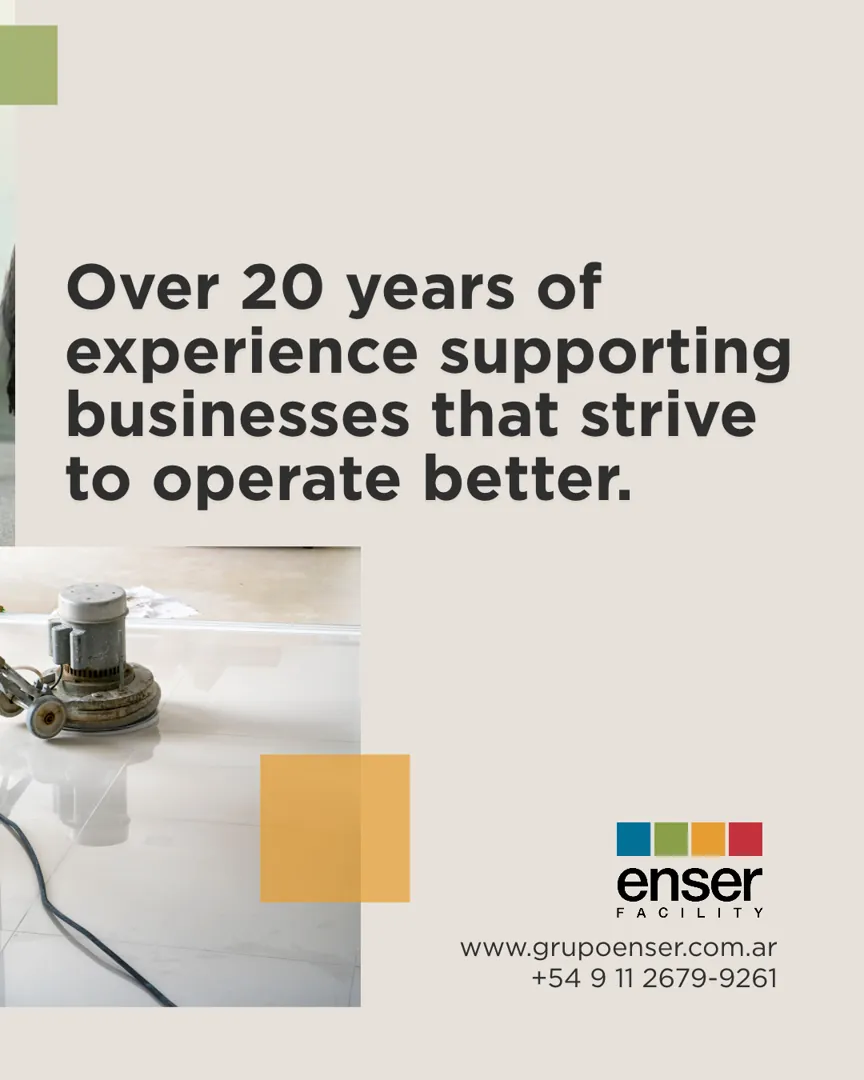 Over 20 years of
experience supporting
businesses that strive
to operate better.
enser
FACILITY
www.grupoenser.com.ar
+54 9 11 2679-9261